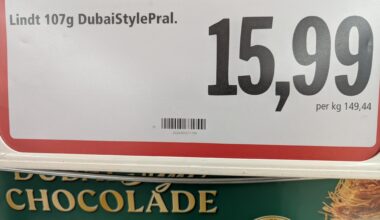 Lindt 107g DubaiStylePral.
15,99
per kg 149,44
CHOCOLADE